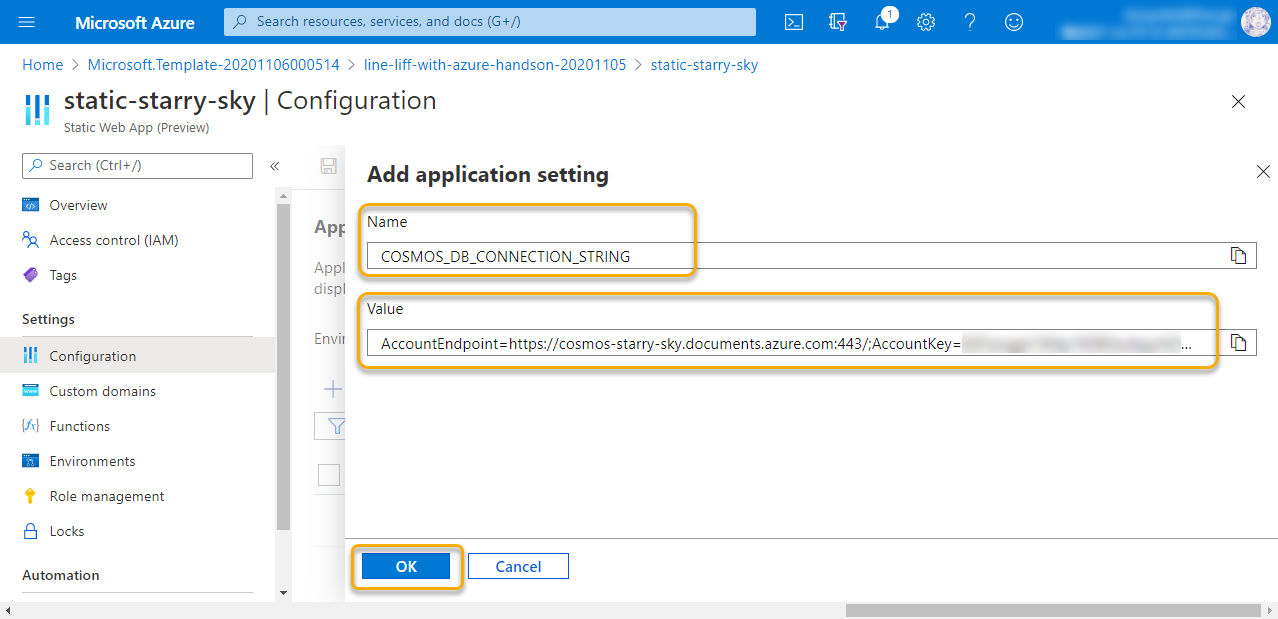 Microsoft Azure
Search resources, services, and docs (G+/)
1
Home > Microsoft.Template-20201106000514 > line-liff-with-azure-handson-20201105 > static-starry-sky
static-starry-sky | Configuration
Static Web App (Preview)
Search (Ctrl+/)
«
Overview
Access control (IAM)
Tags
Settings
Configuration
Custom domains
Functions
Environments
Role management
Locks
Automation
App
Appl
displ
Envir
Add application setting
Name
COSMOS_DB_CONNECTION_STRING
Value
AccountEndpoint=https://cosmos-starry-sky.documents.azure.com:443/;AccountKey=
...
OK
Cancel